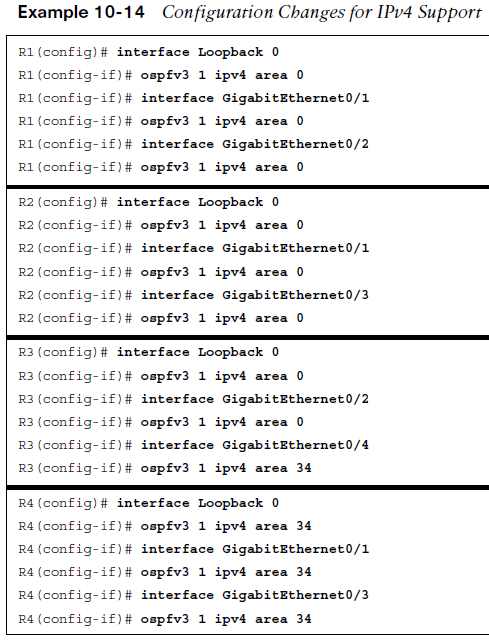 Example 10-14 Configuration Changes for IPv4 Support
R1(config)# interface Loopback 0
R1(config-if)# ospfv3 1 ipv4 area 0
R1(config-if)# interface GigabitEthernet0/1
R1(config-if)# ospfv3 1 ipv4 area 0
R1(config-if)# interface GigabitEthernet0/2
R1(config-if)# ospfv3 1 ipv4 area 0
R2(config)# interface Loopback 0
R2(config-if)# ospfv3 1 ipv4 area 0
R2(config-if)# interface GigabitEthernet0/1
R2(config-if)# ospfv3 1 ipv4 area 0
R2(config-if)# interface GigabitEthernet0/3
R2(config-if)# ospfv3 1 ipv4 area 0
R3(config)# interface Loopback 0
R3(config-if)# ospfv3 1 ipv4 area 0
R3(config-if)# interface GigabitEthernet0/2
R3(config-if)# ospfv3 1 ipv4 area 0
R3(config-if)# interface GigabitEthernet0/4
R3(config-if)# ospfv3 1 ipv4 area 34
R4(config)# interface Loopback 0
R4(config-if)# ospfv3 1 ipv4 area 34
R4(config-if)# interface GigabitEthernet0/1
R4(config-if)# ospfv3 1 ipv4 area 34
R4(config-if)# interface GigabitEthernet0/3
R4(config-if)# ospfv3 1 ipv4 area 34